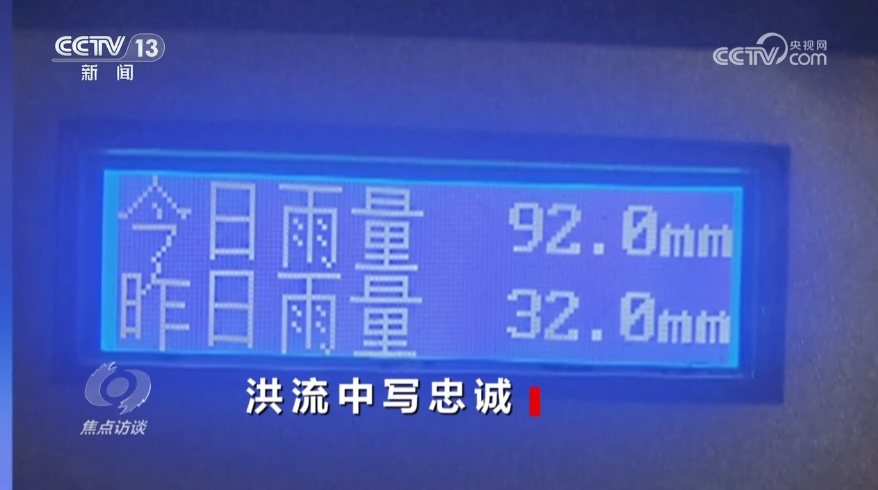 CCTV 13
新闻
央视网
CCTV.com
今日雨量 92.0mm
昨日雨量 32.0mm
洪流中写忠诚
焦点访谈